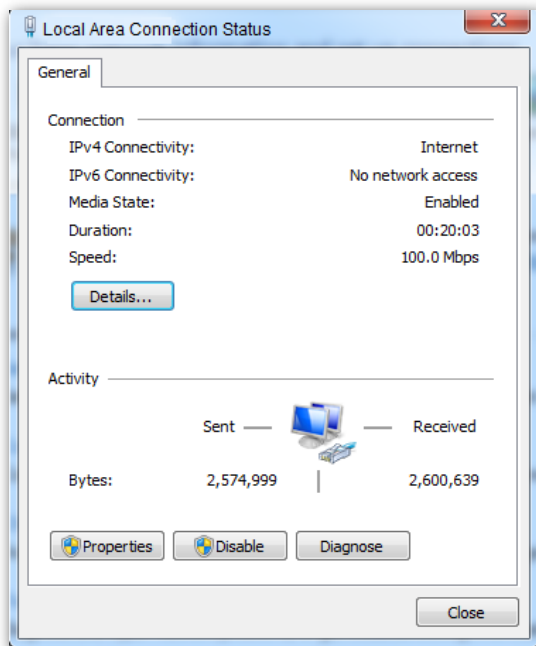 Local Area Connection Status
General
Connection
IPv4 Connectivity: Internet
IPv6 Connectivity: No network access
Media State: Enabled
Duration: 00:20:03
Speed: 100.0 Mbps
Details...
Activity
Sent Received
Bytes: 2,574,999 2,600,639
Properties Disable Diagnose
Close